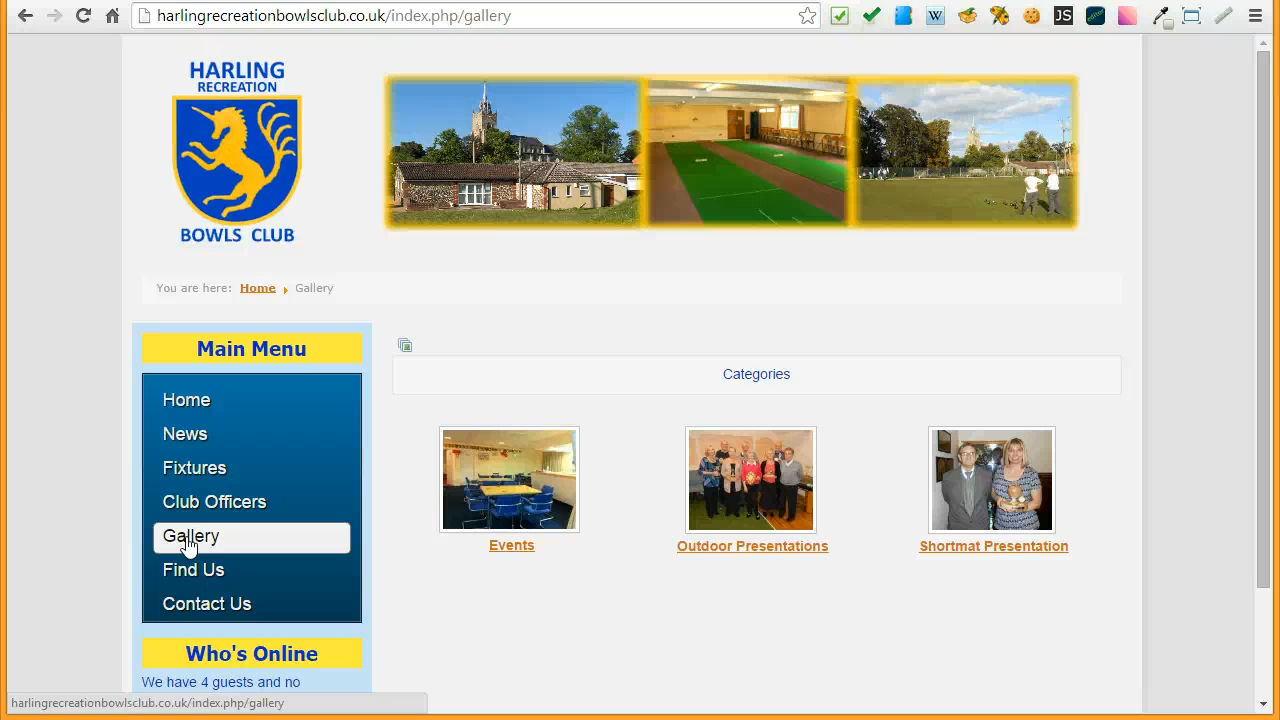 harlingrecreationbowlsclub.co.uk/index.php/gallery
W
JS
editor
HARLING
RECREATION
BOWLS CLUB
You are here: Home Gallery
Main Menu
Home
News
Fixtures
Club Officers
Gallery
Find Us
Contact Us
Who's Online
We have 4 guests and no
Categories
Events
Outdoor Presentations
Shortmat Presentation
harlingrecreationbowlsclub.co.uk/index.php/gallery